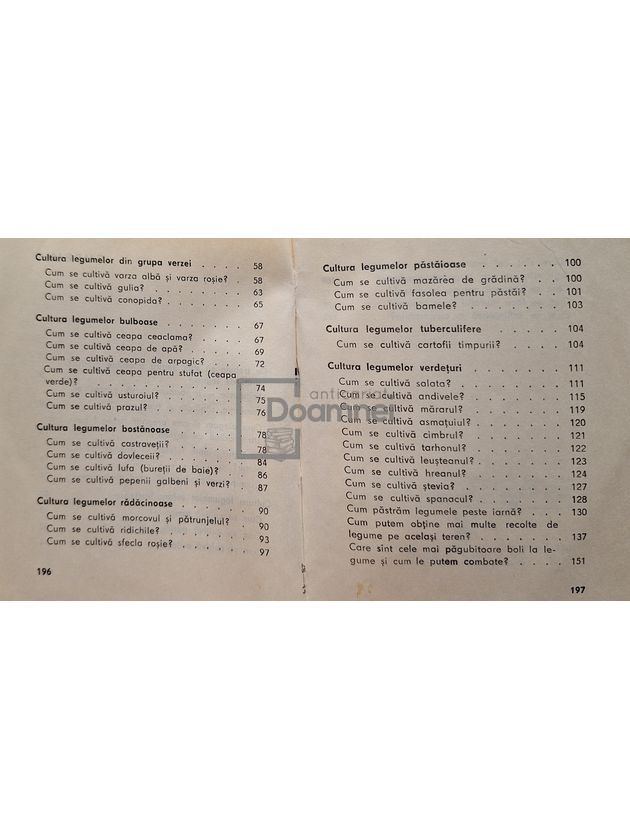 Cultura legumelor din grupa verzei . . . . 58
Cum se cultivă varza albă și varza roșie? . . 58
Cum se cultivă gulia? . . . . . . . . 63
Cum se cultivă conopida? . . . . . . . 65
Cultura legumelor bulboase . . . . . . . 67
Cum se cultivă ceapa ceaclama? . . . . . 67
Cum se cultivă ceapa de apă? . . . . . 69
Cum se cultivă ceapa de arpagic? . . . . 72
Cum se cultivă ceapa pentru stufat (ceapa
verde)? . . . . . . . . . . . 74
Cum se cultivă usturoiul? . . . . . . . 75
Cum se cultivă prazul? . . . . . . . . 76
Cultura legumelor bostănoase . . . . . . 78
Cum se cultivă castraveții? . . . . . . 78
Cum se cultivă dovleceii? . . . . . . . 84
Cum se cultivă lufa (bureții de baie)? . . . 86
Cum se cultivă pepenii galbeni și verzi? . . . 87
Cultura legumelor rădăcinoase . . . . . . 90
Cum se cultivă morcovul și pătrunjelul? . . . 90
Cum se cultivă ridichile? . . . . . . . 93
Cum se cultivă sfecla roșie? . . . . . . 97
196
Cultura legumelor păstăioase . . . . . . 100
Cum se cultivă mazărea de grădină? . . 100
Cum se cultivă fasolea pentru păstăi? . . 101
Cum se cultivă bamele? . . . . . . . 103
Cultura legumelor tuberculifere . . . . . 104
Cum se cultivă cartofii timpurii? . . . . 104
Cultura legumelor verdețuri . . . . . . 111
Cum se cultivă salata? . . . . . . . 111
Cum se cultivă andivele? . . . . . . . 115
Cum se cultivă mărarul? . . . . . . . 119
Cum se cultivă asmațuiul? . . . . . . 120
Cum se cultivă cimbrul? . . . . . . . 121
Cum se cultivă tarhonul? . . . . . . . 122
Cum se cultivă leușteanul? . . . . . . 123
Cum se cultivă hreanul? . . . . . . . 124
Cum se cultivă ștevia? . . . . . . . 127
Cum se cultivă spanacul? . . . . . . . 128
Cum păstrăm legumele peste iarnă? . . . 130
Cum putem obține mai multe recolte de
legume pe același teren? . . . . . . . 137
Care sînt cele mai păgubitoare boli la le-
gume și cum le putem combate? . . . . 151
197
anticariat
Doamnei